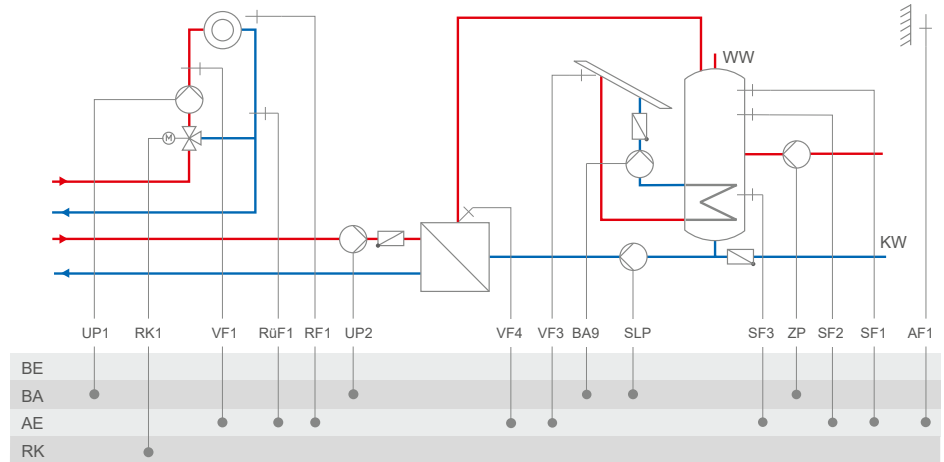 WW
M
KW
UP1 RK1 VF1 RüF1 RF1 UP2 VF4 VF3 BA9 SLP SF3 ZP SF2 SF1 AF1
BE
BA
AE
RK